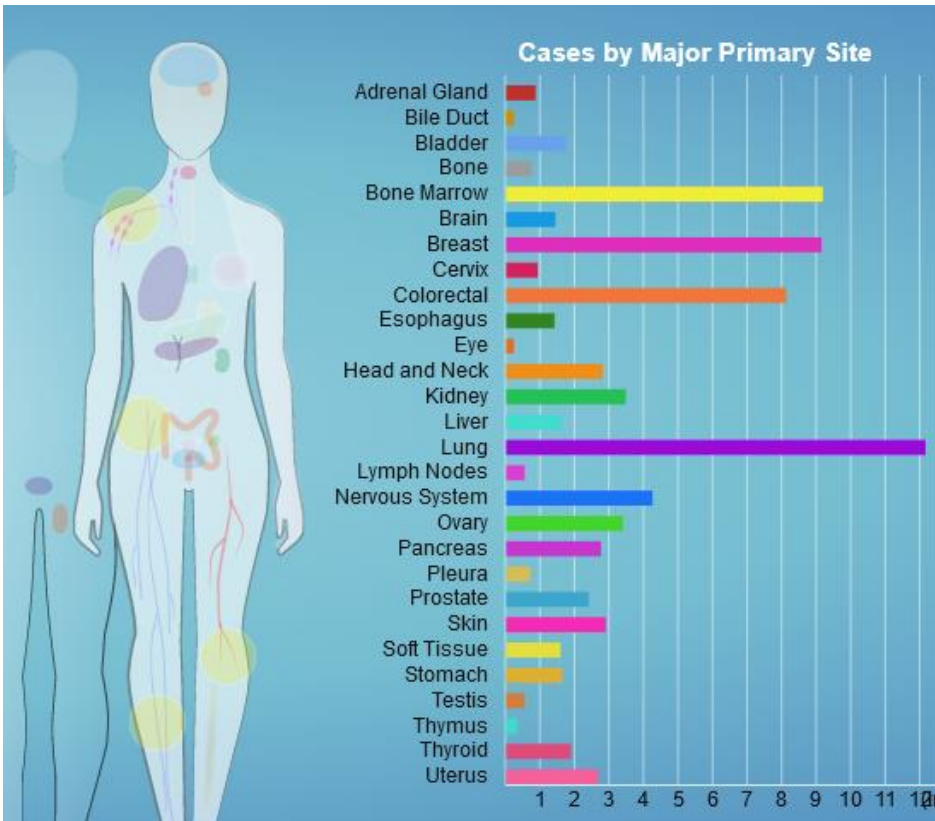 Cases by Major Primary Site
Adrenal Gland
Bile Duct
Bladder
Bone
Bone Marrow
Brain
Breast
Cervix
Colorectal
Esophagus
Eye
Head and Neck
Kidney
Liver
Lung
Lymph Nodes
Nervous System
Ovary
Pancreas
Pleura
Prostate
Skin
Soft Tissue
Stomach
Testis
Thymus
Thyroid
Uterus
1 2 3 4 5 6 7 8 9 10 11 12